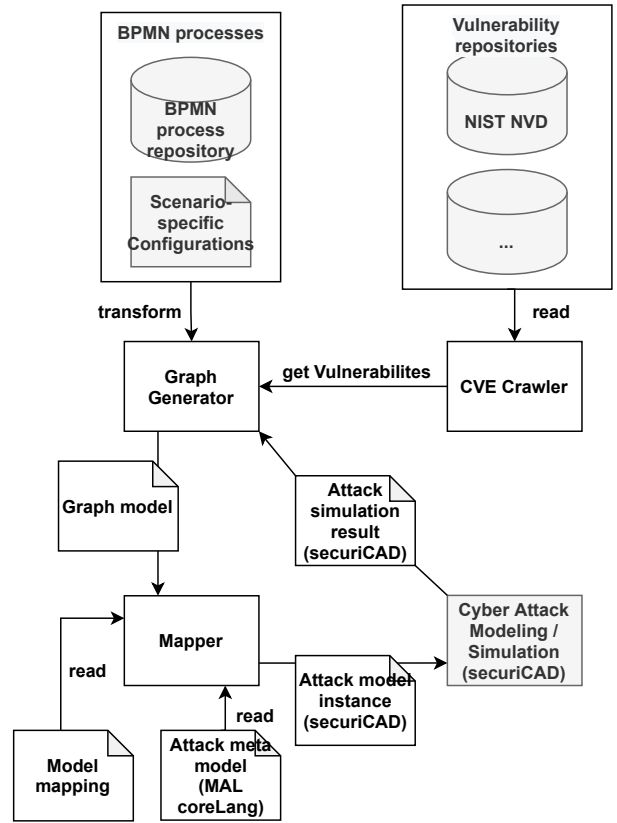 BPMN processes
Vulnerability
repositories
BPMN
process
repository
NIST NVD
Scenario-
specific
Configurations
...
transform
read
Graph
Generator
get Vulnerabilites
CVE Crawler
Graph model
Attack
simulation
result
(securiCAD)
Mapper
Cyber Attack
Modeling /
Simulation
(securiCAD)
read
Attack model
instance
(securiCAD)
read
Model
mapping
Attack meta
model
(MAL
coreLang)